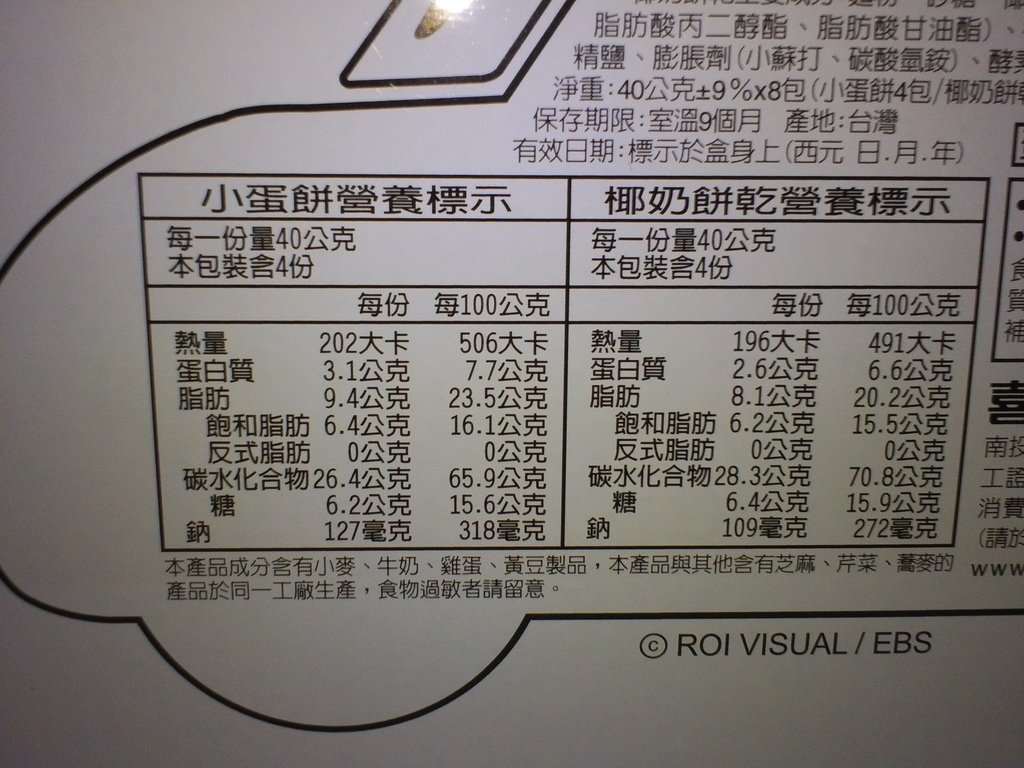 脂肪酸丙二醇酯、脂肪酸甘油酯)、
精鹽、膨脹劑(小蘇打、碳酸氫銨)、酵素
淨重:40公克±9%x8包(小蛋餅4包/椰奶餅乾
保存期限:室溫9個月 產地:台灣
有效日期:標示於盒身上(西元 日.月.年)
小蛋餅營養標示
每一份量40公克
本包裝含4份
每份 每100公克
熱量 202大卡 506大卡
蛋白質 3.1公克 7.7公克
脂肪 9.4公克 23.5公克
飽和脂肪 6.4公克 16.1公克
反式脂肪 0公克 0公克
碳水化合物 26.4公克 65.9公克
糖 6.2公克 15.6公克
鈉 127毫克 318毫克
椰奶餅乾營養標示
每一份量40公克
本包裝含4份
每份 每100公克
熱量 196大卡 491大卡
蛋白質 2.6公克 6.6公克
脂肪 8.1公克 20.2公克
飽和脂肪 6.2公克 15.5公克
反式脂肪 0公克 0公克
碳水化合物 28.3公克 70.8公克
糖 6.4公克 15.9公克
鈉 109毫克 272毫克
本產品成分含有小麥、牛奶、雞蛋、黃豆製品,本產品與其他含有芝麻、芹菜、蕎麥的
產品於同一工廠生產,食物過敏者請留意。
食
質
補
喜
南投
工證
消費
(請於
www
© ROI VISUAL / EBS